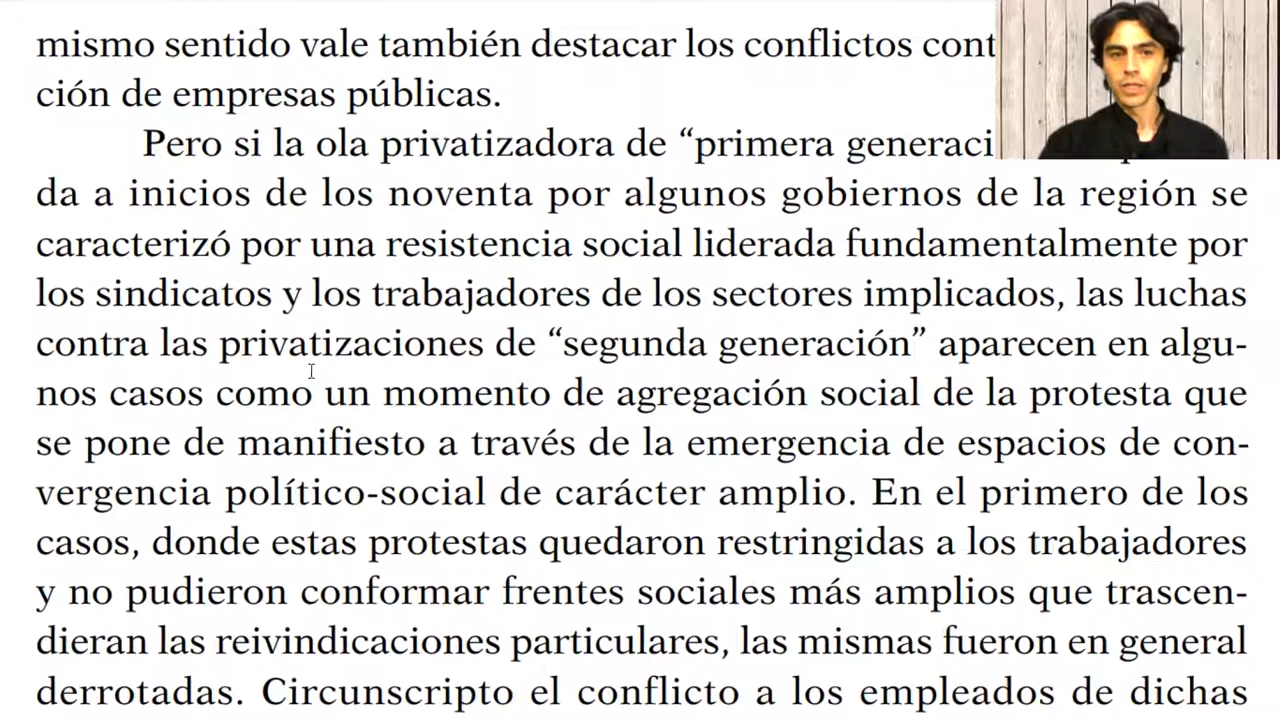 mismo sentido vale también destacar los conflictos cont
ción de empresas públicas.
Pero si la ola privatizadora de “primera generaci
da a inicios de los noventa por algunos gobiernos de la región se
caracterizó por una resistencia social liderada fundamentalmente por
los sindicatos y los trabajadores de los sectores implicados, las luchas
contra las privatizaciones de “segunda generación” aparecen en algu-
nos casos como un momento de agregación social de la protesta que
se pone de manifiesto a través de la emergencia de espacios de con-
vergencia político-social de carácter amplio. En el primero de los
casos, donde estas protestas quedaron restringidas a los trabajadores
y no pudieron conformar frentes sociales más amplios que trascen-
dieran las reivindicaciones particulares, las mismas fueron en general
derrotadas. Circunscripto el conflicto a los empleados de dichas